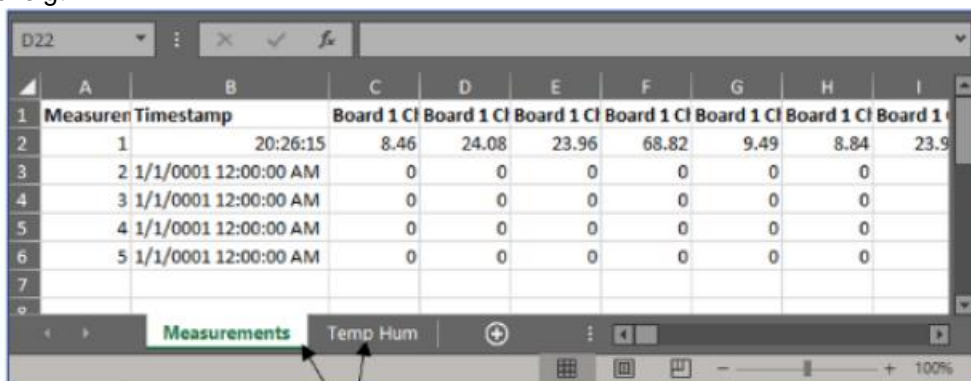 D22 fx
A B C D E F G H I
1 Measuren Timestamp Board 1 Cl Board 1 Cl Board 1 Cl Board 1 Cl Board 1 Cl Board 1 Cl Board 1
2 1 20:26:15 8.46 24.08 23.96 68.82 9.49 8.84 23.9
3 2 1/1/0001 12:00:00 AM 0 0 0 0 0 0
4 3 1/1/0001 12:00:00 AM 0 0 0 0 0 0
5 4 1/1/0001 12:00:00 AM 0 0 0 0 0 0
6 5 1/1/0001 12:00:00 AM 0 0 0 0 0 0
7
Measurements Temp Hum
100%